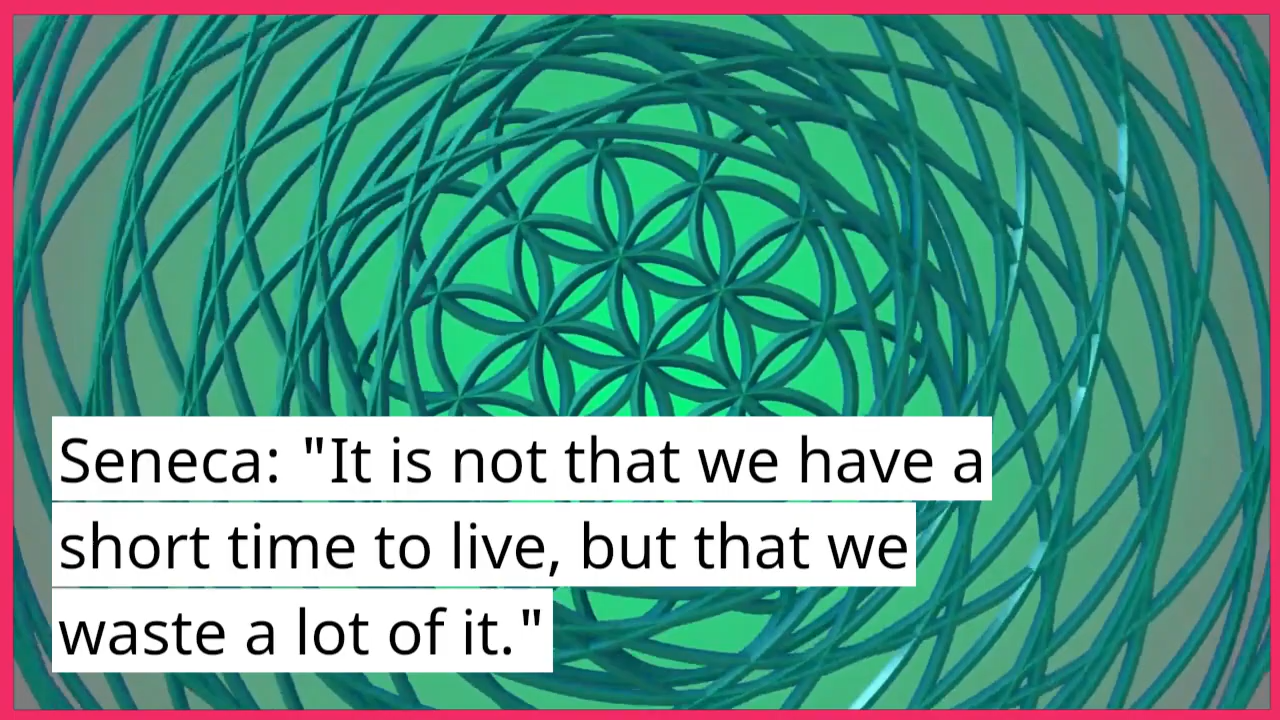 Seneca: "It is not that we have a
short time to live, but that we
waste a lot of it."